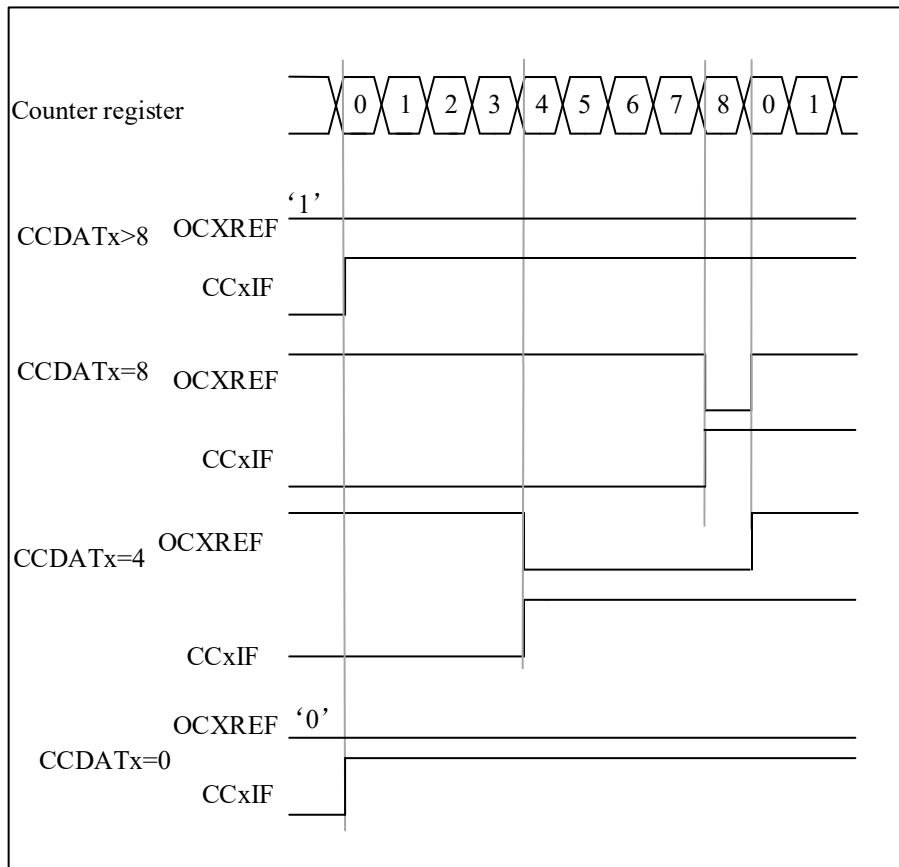 Counter register 0 1 2 3 4 5 6 7 8 0 1
‘1’
CCDATx>8 OCXREF
CCxIF
CCDATx=8 OCXREF
CCxIF
CCDATx=4 OCXREF
CCxIF
OCXREF ‘0’
CCDATx=0
CCxIF